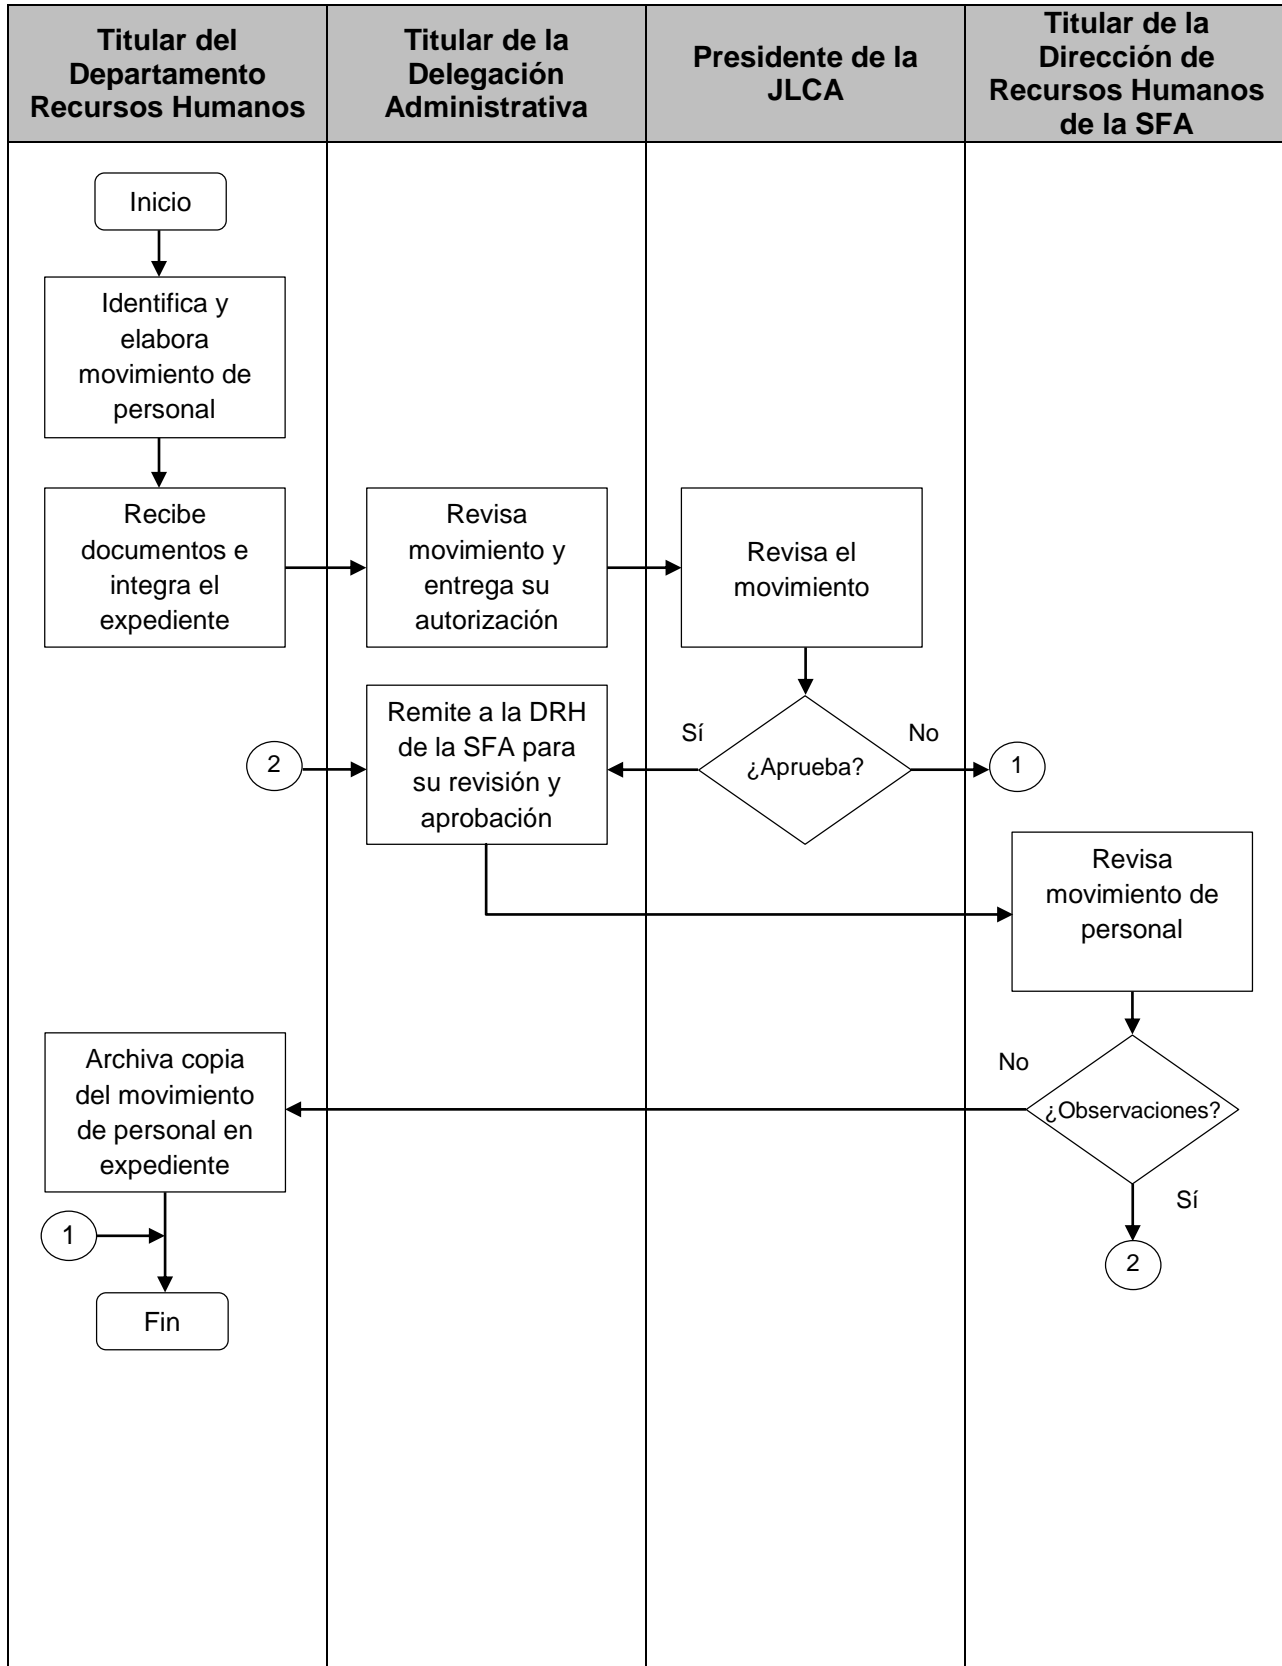 Titular del
Departamento
Recursos Humanos
Titular de la
Delegación
Administrativa
Presidente de la
JLCA
Titular de la
Dirección de
Recursos Humanos
de la SFA
Inicio
Identifica y
elabora
movimiento de
personal
Recibe
documentos e
integra el
expediente
Revisa
movimiento y
entrega su
autorización
Revisa el
movimiento
2
Remite a la DRH
de la SFA para
su revisión y
aprobación
Sí
¿Aprueba?
No
1
Revisa
movimiento de
personal
Archiva copia
del movimiento
de personal en
expediente
No
¿Observaciones?
Sí
1
2
Fin